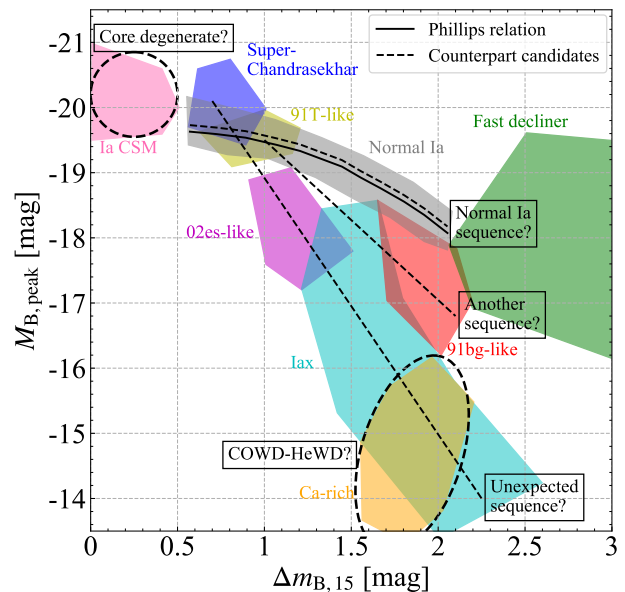 Core degenerate?
Super-
Chandrasekhar
Phillips relation
Counterpart candidates
91T-like
Ia CSM
Normal Ia
Fast decliner
02es-like
Normal Ia
sequence?
Another
sequence?
91bg-like
Iax
COWD-HeWD?
Ca-rich
Unexpected
sequence?
-21
-20
-19
-18
-17
-16
-15
-14
M_B,peak [mag]
0 0.5 1 1.5 2 2.5 3
Δm_B,15 [mag]